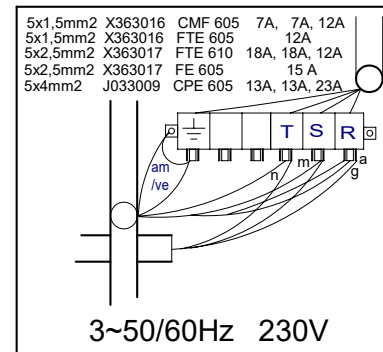 5x1,5mm2 X363016 CMF 605 7A, 7A, 12A
5x1,5mm2 X363016 FTE 605 12A
5x2,5mm2 X363017 FTE 610 18A, 18A, 12A
5x2,5mm2 X363017 FE 605 15 A
5x4mm2 J033009 CPE 605 13A, 13A, 23A
T S R
am
/ve
n m a
g
3~50/60Hz 230V